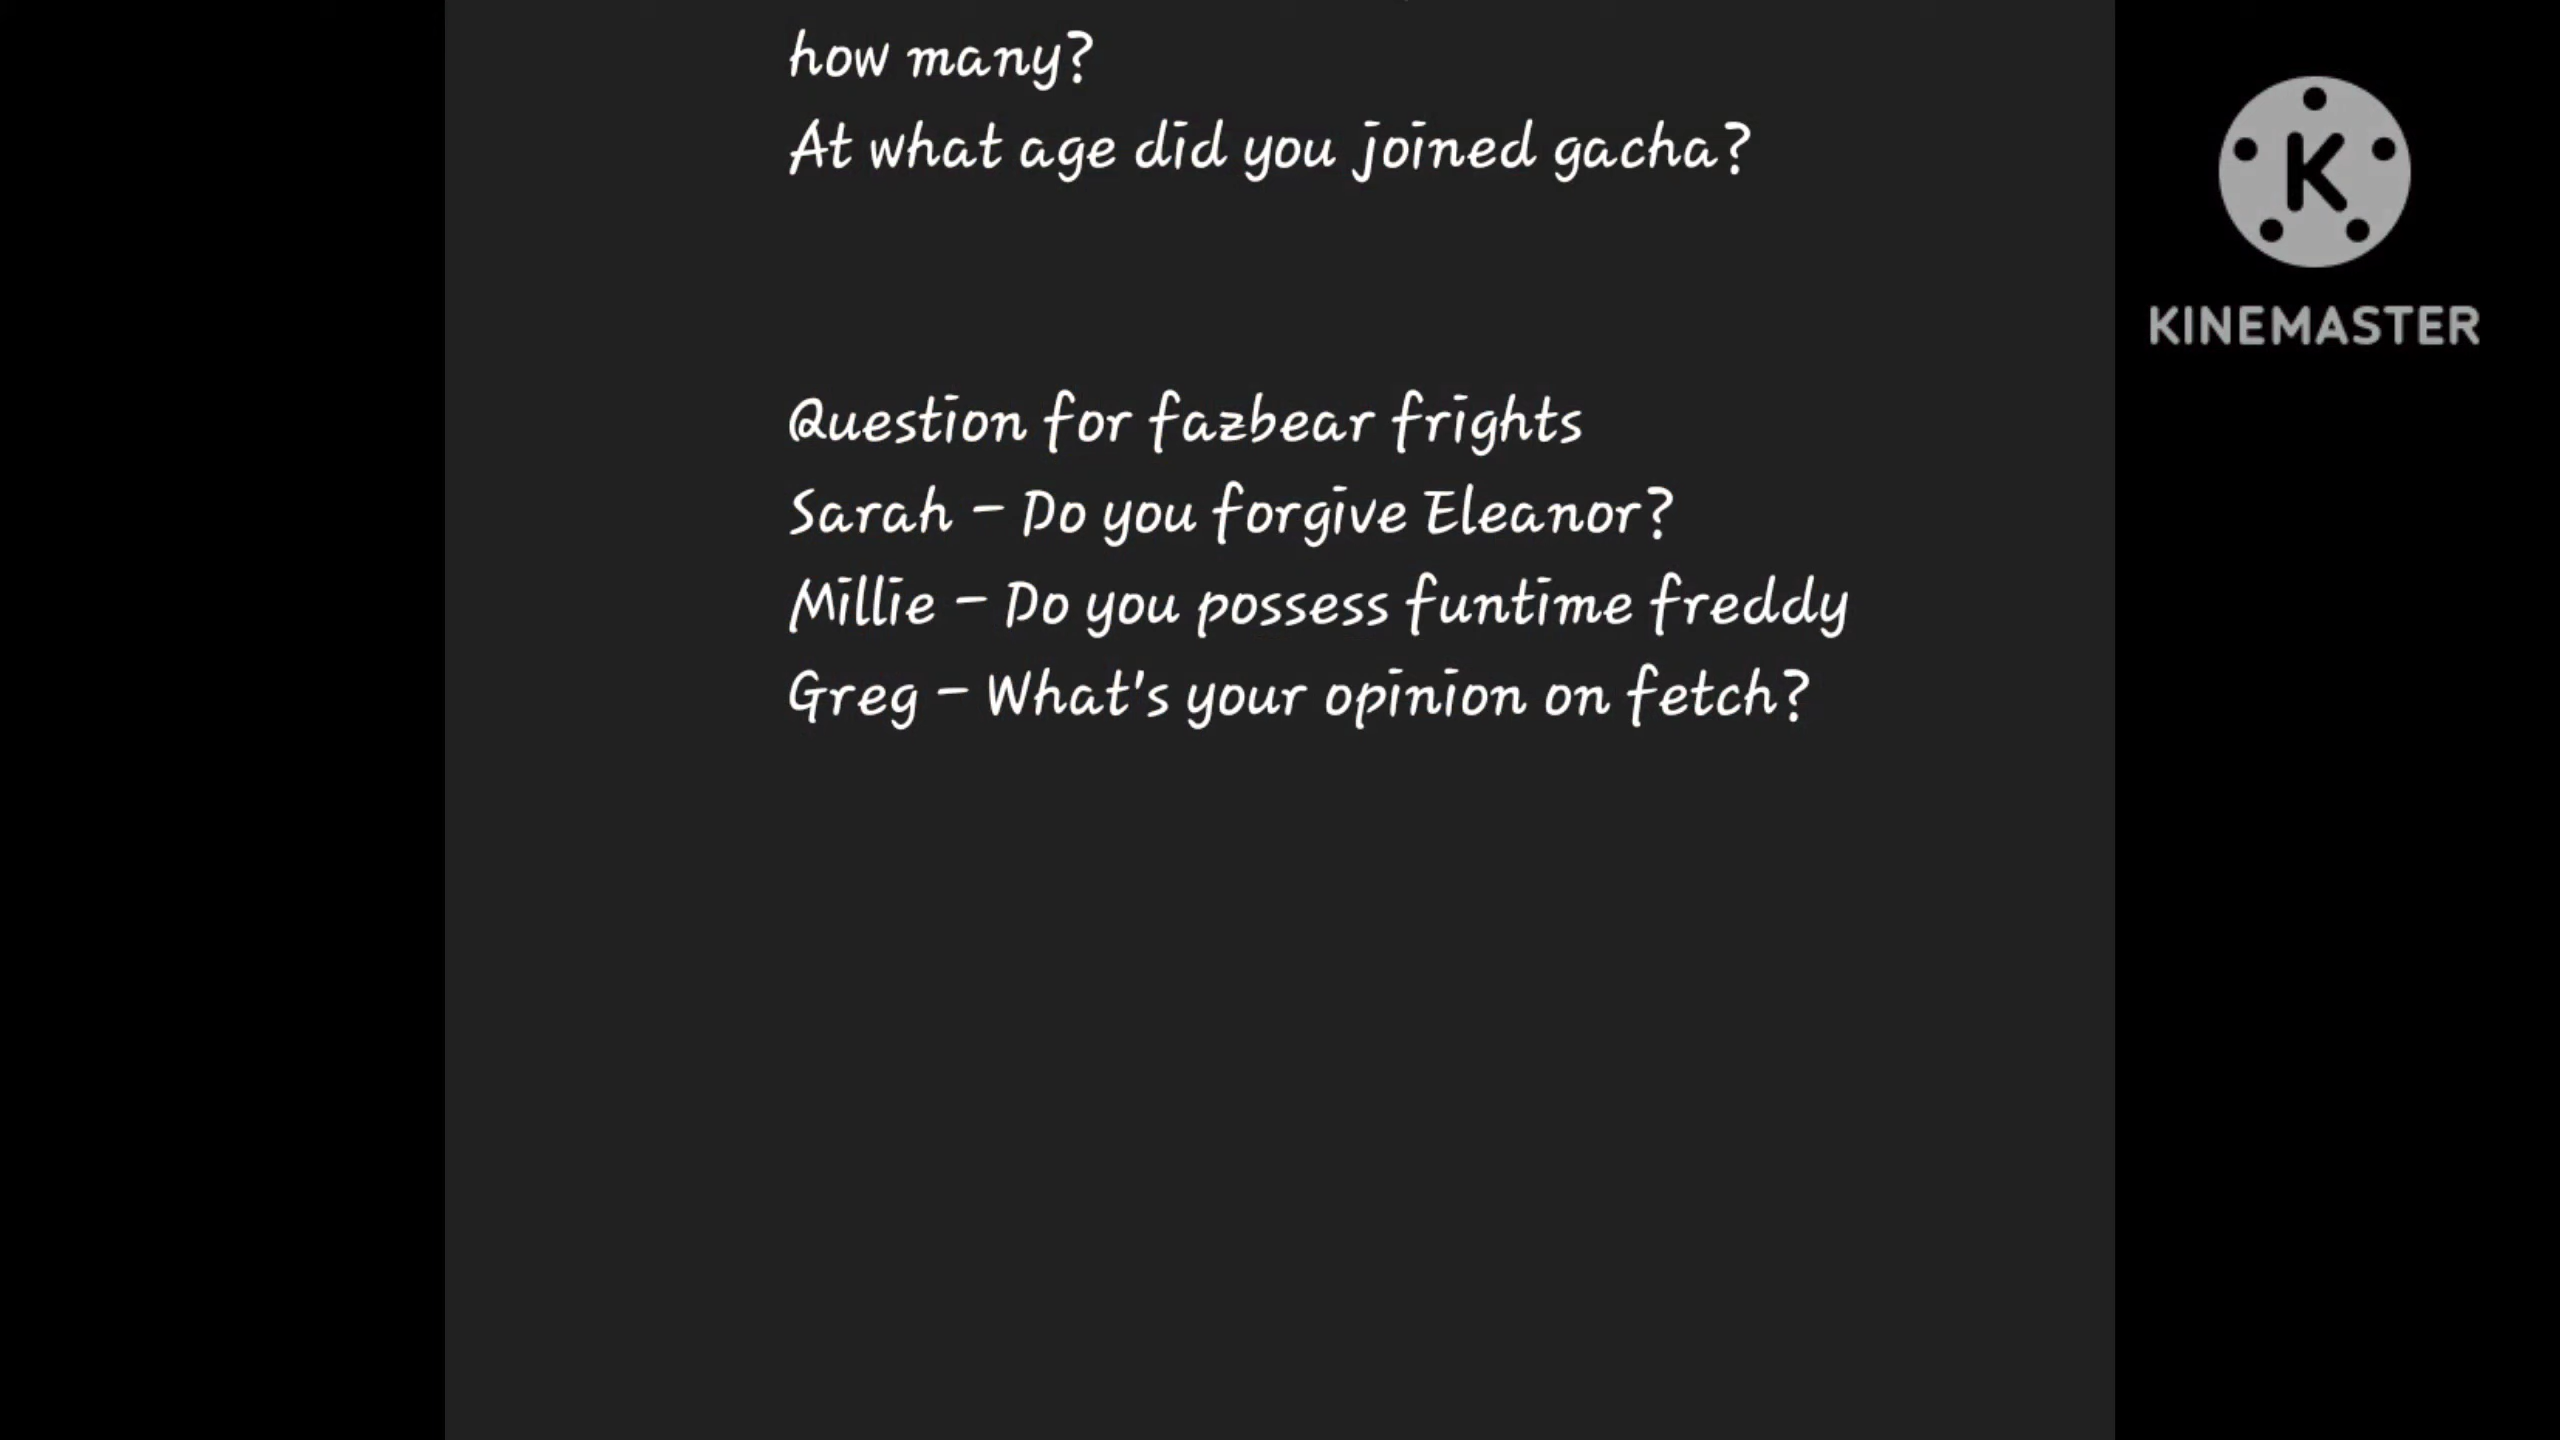 how many?
At what age did you joined gacha?
Question for fazbear frights
Sarah - Do you forgive Eleanor?
Millie - Do you possess funtime freddy
Greg - What's your opinion on fetch?
K
KINEMASTER